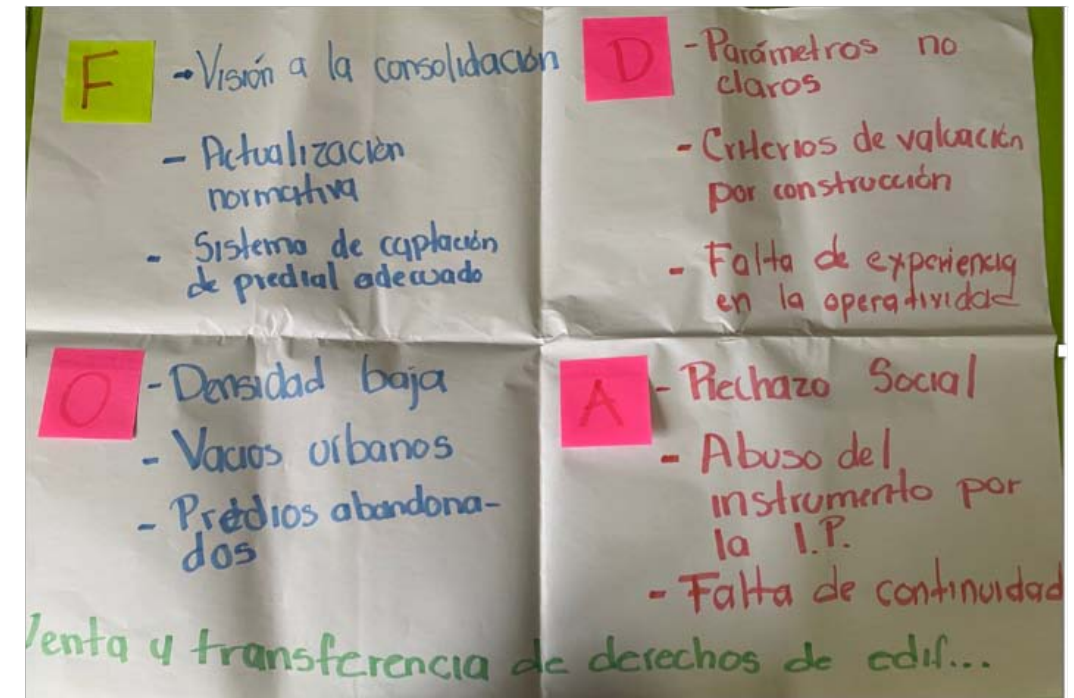 F
- Visión a la consolidación
- Actualización
normativa
- Sistema de captación
de predial adecuado
D
- Parámetros no
claros
- Criterios de valuación
por construcción
- Falta de experiencia
en la operatividad
O
- Densidad baja
- Vacios urbanos
- Prédios abandona-
dos
A
- Rechazo Social
- Abuso del
instrumento por
la I.P.
- Falta de continuidad
Venta y transferencia de derechos de edif...